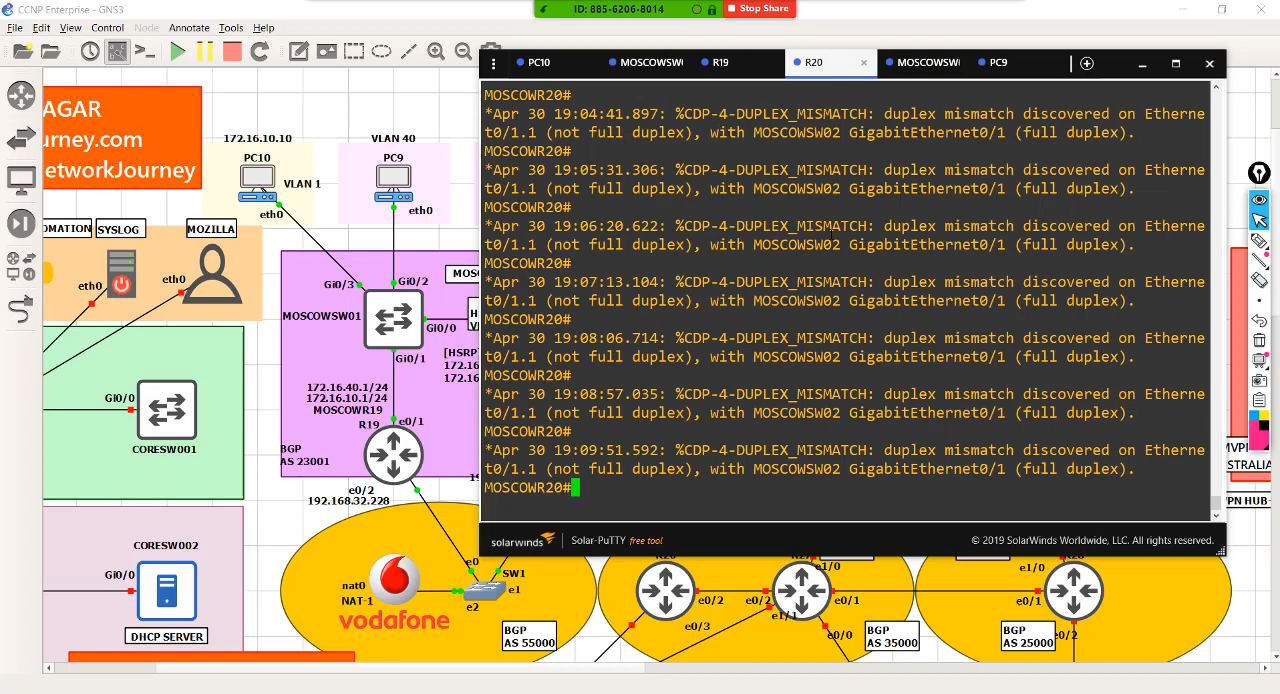 CCNP Enterprise - GNS3
ID: 885-6206-8014
Stop Share
File Edit View Control Node Annotate Tools Help
PC10 MOSCOWSW R19 R20 × MOSCOWSW PC9
MOSCOWR20#
*Apr 30 19:04:41.897: %CDP-4-DUPLEX_MISMATCH: duplex mismatch discovered on Etherne
t0/1.1 (not full duplex), with MOSCOWSW02 GigabitEthernet0/1 (full duplex).
MOSCOWR20#
*Apr 30 19:05:31.306: %CDP-4-DUPLEX_MISMATCH: duplex mismatch discovered on Etherne
t0/1.1 (not full duplex), with MOSCOWSW02 GigabitEthernet0/1 (full duplex).
MOSCOWR20#
*Apr 30 19:06:20.622: %CDP-4-DUPLEX_MISMATCH: duplex mismatch discovered on Etherne
t0/1.1 (not full duplex), with MOSCOWSW02 GigabitEthernet0/1 (full duplex).
MOSCOWR20#
*Apr 30 19:07:13.104: %CDP-4-DUPLEX_MISMATCH: duplex mismatch discovered on Etherne
t0/1.1 (not full duplex), with MOSCOWSW02 GigabitEthernet0/1 (full duplex).
MOSCOWR20#
*Apr 30 19:08:06.714: %CDP-4-DUPLEX_MISMATCH: duplex mismatch discovered on Etherne
t0/1.1 (not full duplex), with MOSCOWSW02 GigabitEthernet0/1 (full duplex).
MOSCOWR20#
*Apr 30 19:08:57.035: %CDP-4-DUPLEX_MISMATCH: duplex mismatch discovered on Etherne
t0/1.1 (not full duplex), with MOSCOWSW02 GigabitEthernet0/1 (full duplex).
MOSCOWR20#
*Apr 30 19:09:51.592: %CDP-4-DUPLEX_MISMATCH: duplex mismatch discovered on Etherne
t0/1.1 (not full duplex), with MOSCOWSW02 GigabitEthernet0/1 (full duplex).
MOSCOWR20#
solarwinds Solar-PuTTY free tool © 2019 SolarWinds Worldwide, LLC. All rights reserved.
AGAR
urney.com
etworkJourney
172.16.10.10
PC10
VLAN 1
eth0
VLAN 40
PC9
eth0
OMATION
SYSLOG
MOZILLA
eth0
eth0
Gi0/3
Gi0/2
MOSC
MOSCOWSW01
Gi0/0
H
V
Gi0/1
[HSRP
172.16
172.1
172.16.40.1/24
172.16.10.1/24
MOSCOWR19
R19
e0/1
BGP
AS 23001
e0/2
192.168.32.228
19
Gi0/0
CORESW001
CORESW002
Gi0/0
DHCP SERVER
nat0
NAT-1
vodafone
e0
SW1
e1
e2
BGP
AS 55000
e0/2
e0/3
e1/0
e0/2
e0/1
e1/1
e0/0
BGP
AS 35000
e1/0
e0/1
e0/2
BGP
AS 25000
MVPI
STRALIA
PN HUB-